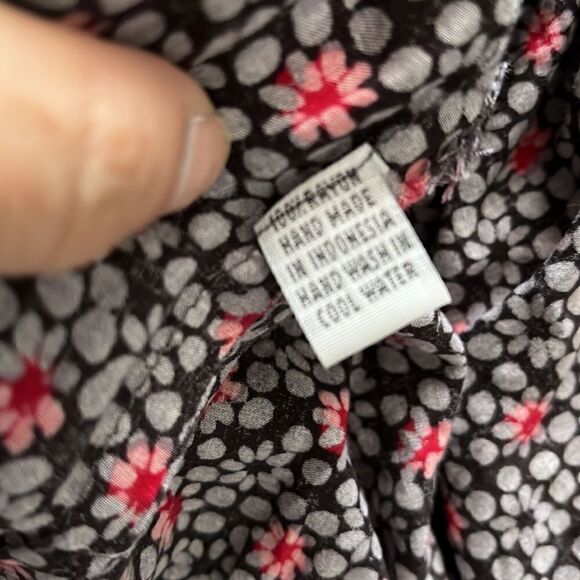 100% RAYON
HAND MADE
IN INDONESIA
HAND WASH IN
COOL WATER